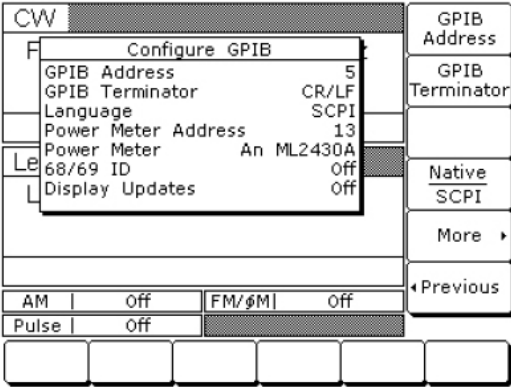 CW
F
Configure GPIB
GPIB Address 5
GPIB Terminator CR/LF
Language SCPI
Power Meter Address 13
Power Meter An ML2430A
68/69 ID Off
Display Updates Off
Le
L
AM | Off
FM/ϕM| Off
Pulse | Off
GPIB
Address
GPIB
Terminator
Native
SCPI
More ▸
◂Previous